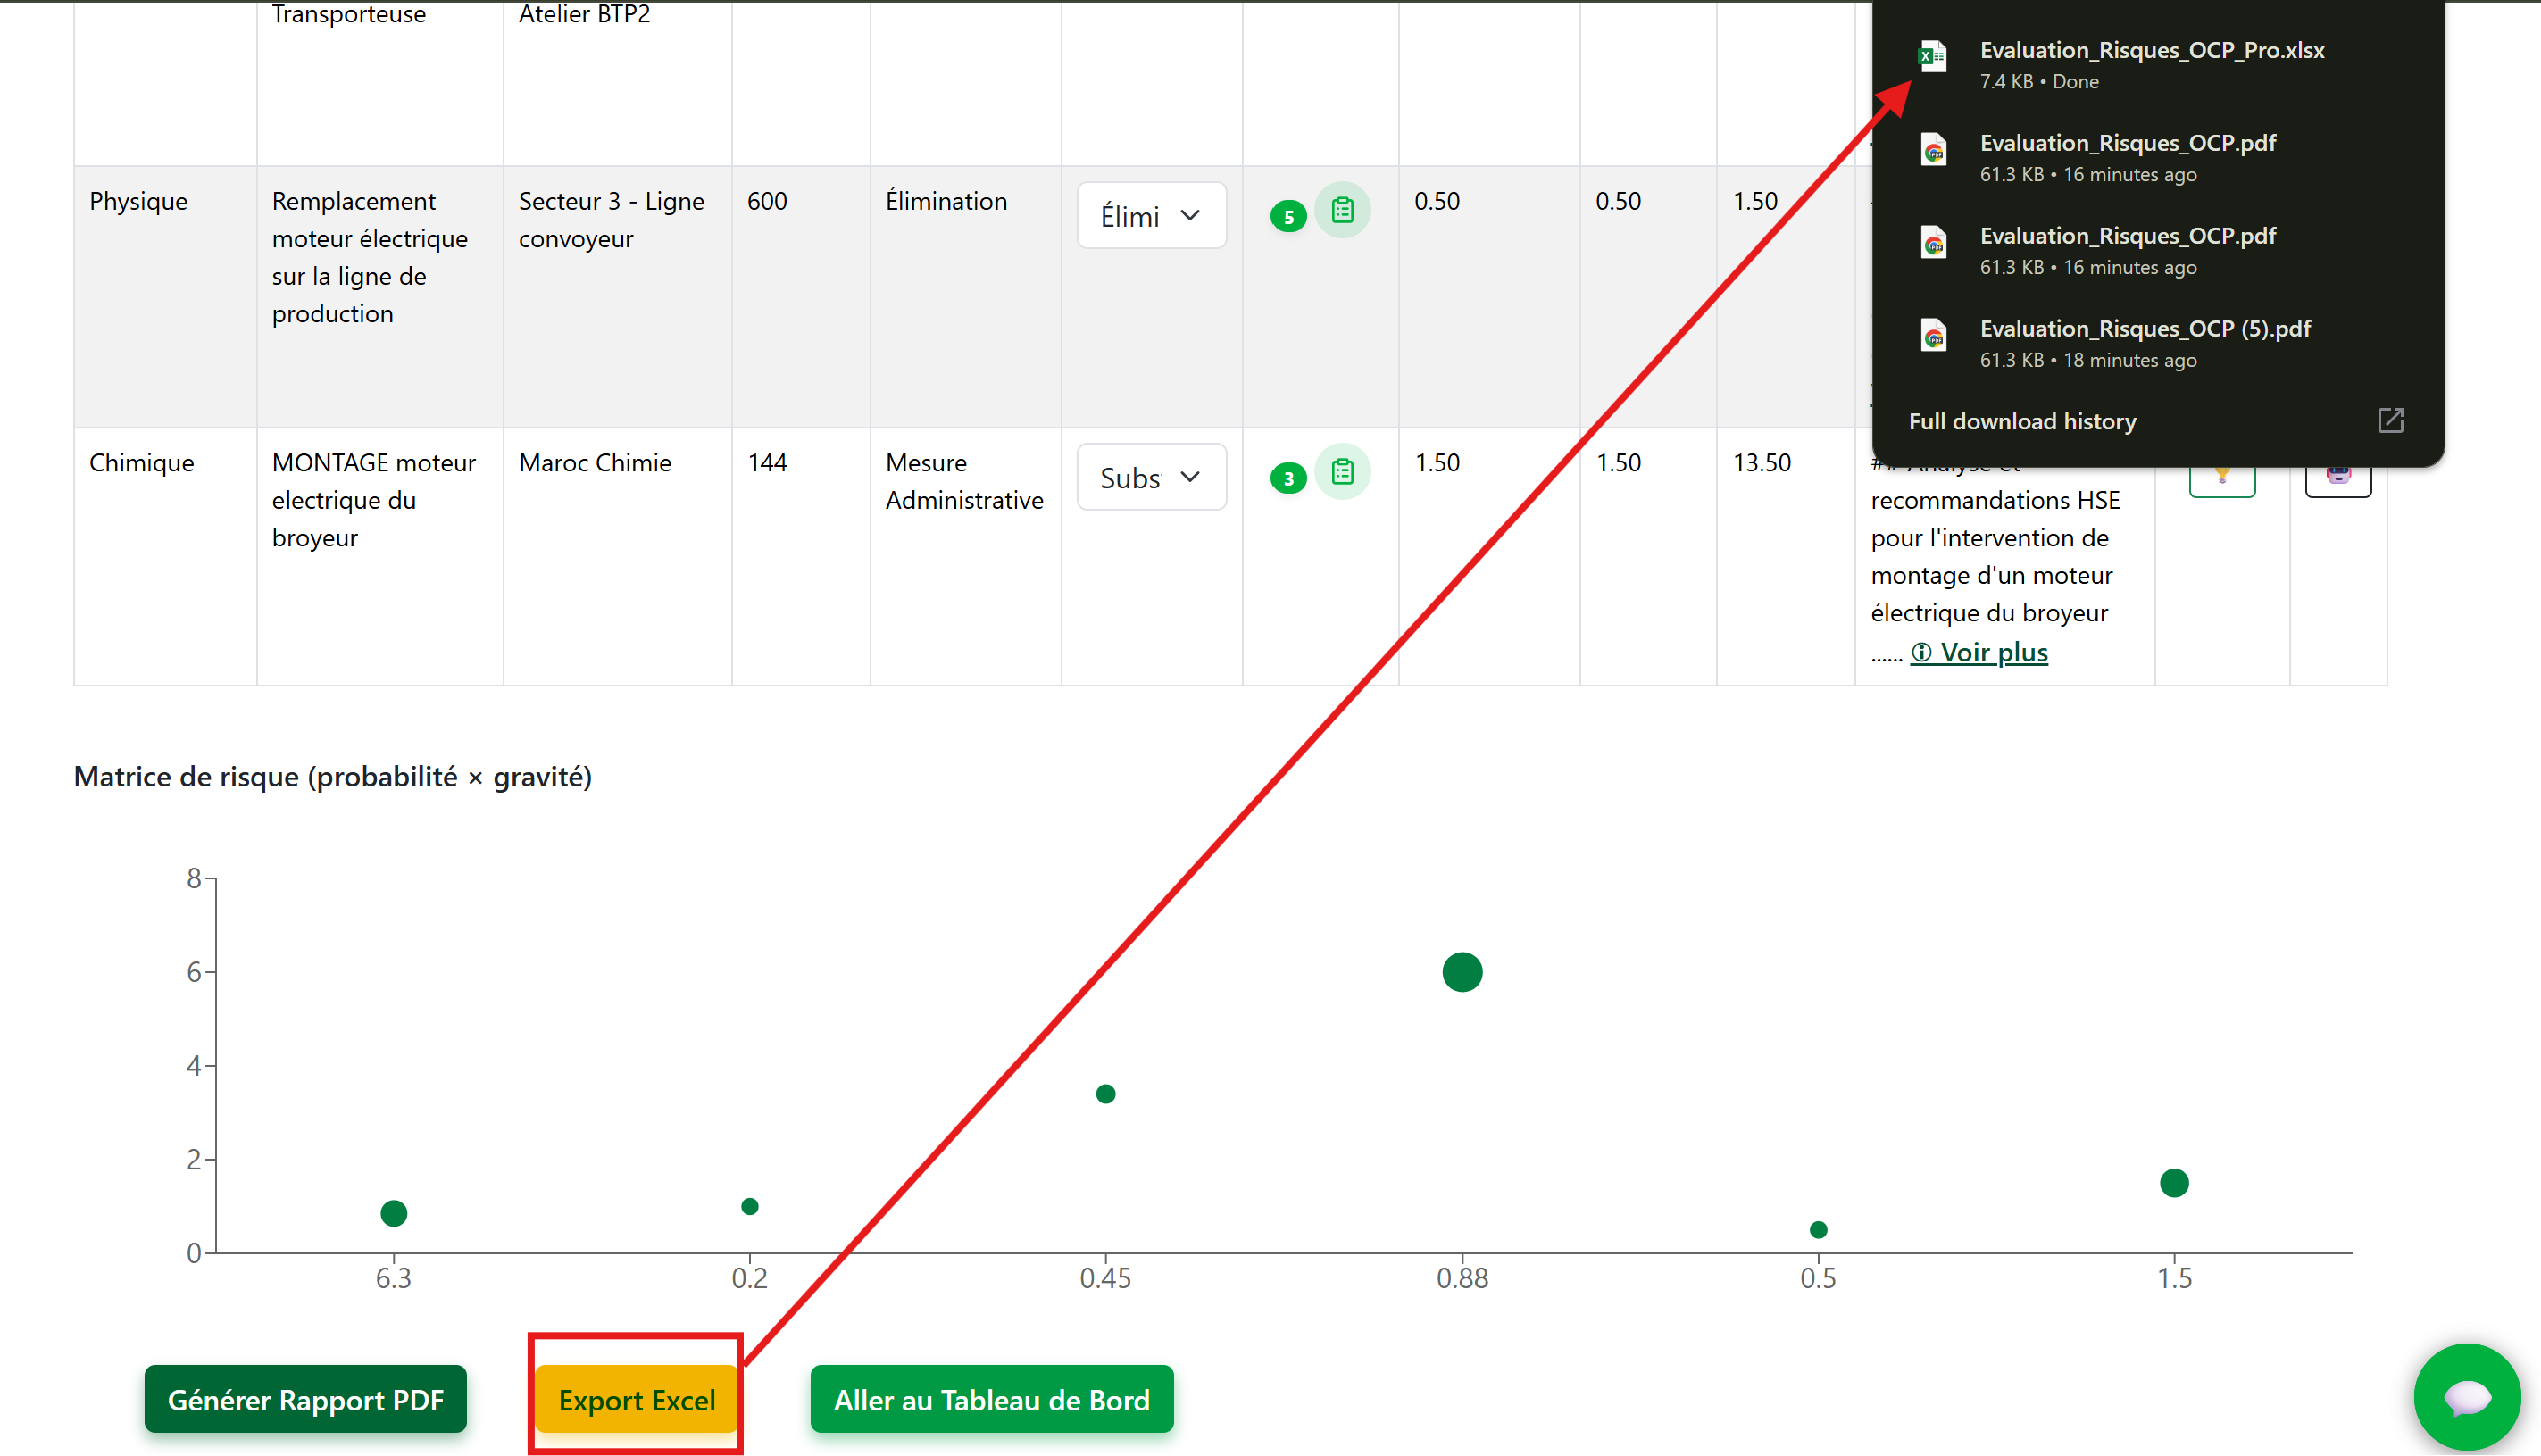 Transporteuse
Atelier BTP2
Evaluation_Risques_OCP_Pro.xlsx
7.4 KB • Done
Evaluation_Risques_OCP.pdf
61.3 KB • 16 minutes ago
Evaluation_Risques_OCP.pdf
61.3 KB • 16 minutes ago
Evaluation_Risques_OCP (5).pdf
61.3 KB • 18 minutes ago
Full download history
Physique
Remplacement
moteur électrique
sur la ligne de
production
Secteur 3 - Ligne
convoyeur
600
Élimination
Élimi
5
0.50
0.50
1.50
Chimique
MONTAGE moteur
electrique du
broyeur
Maroc Chimie
144
Mesure
Administrative
Subs
3
1.50
1.50
13.50
## Analyse et
recommandations HSE
pour l'intervention de
montage d'un moteur
électrique du broyeur
...... Voir plus
Matrice de risque (probabilité × gravité)
8
6
4
2
0
6.3
0.2
0.45
0.88
0.5
1.5
Générer Rapport PDF
Export Excel
Aller au Tableau de Bord